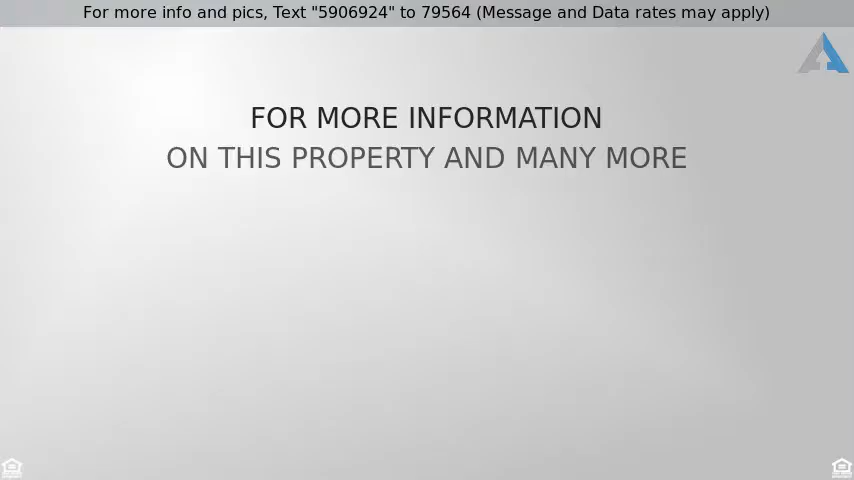 For more info and pics, Text "5906924" to 79564 (Message and Data rates may apply)
FOR MORE INFORMATION
ON THIS PROPERTY AND MANY MORE